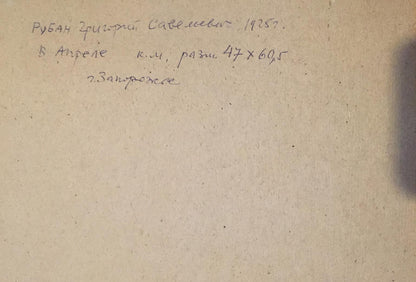 Рубан Григорий Савельевич 1925г.
В Апреле к.м, разм 47×60,5
г. Запорожье